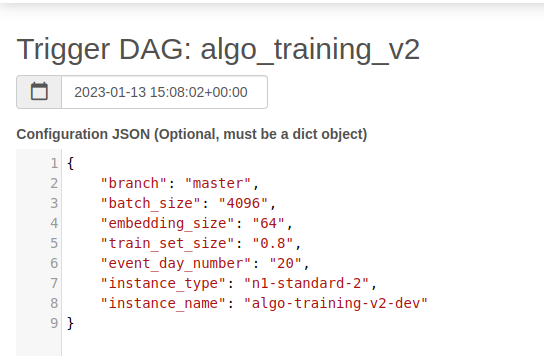 Trigger DAG: algo_training_v2
2023-01-13 15:08:02+00:00
Configuration JSON (Optional, must be a dict object)
1 {
2     "branch": "master",
3     "batch_size": "4096",
4     "embedding_size": "64",
5     "train_set_size": "0.8",
6     "event_day_number": "20",
7     "instance_type": "n1-standard-2",
8     "instance_name": "algo-training-v2-dev"
9 }